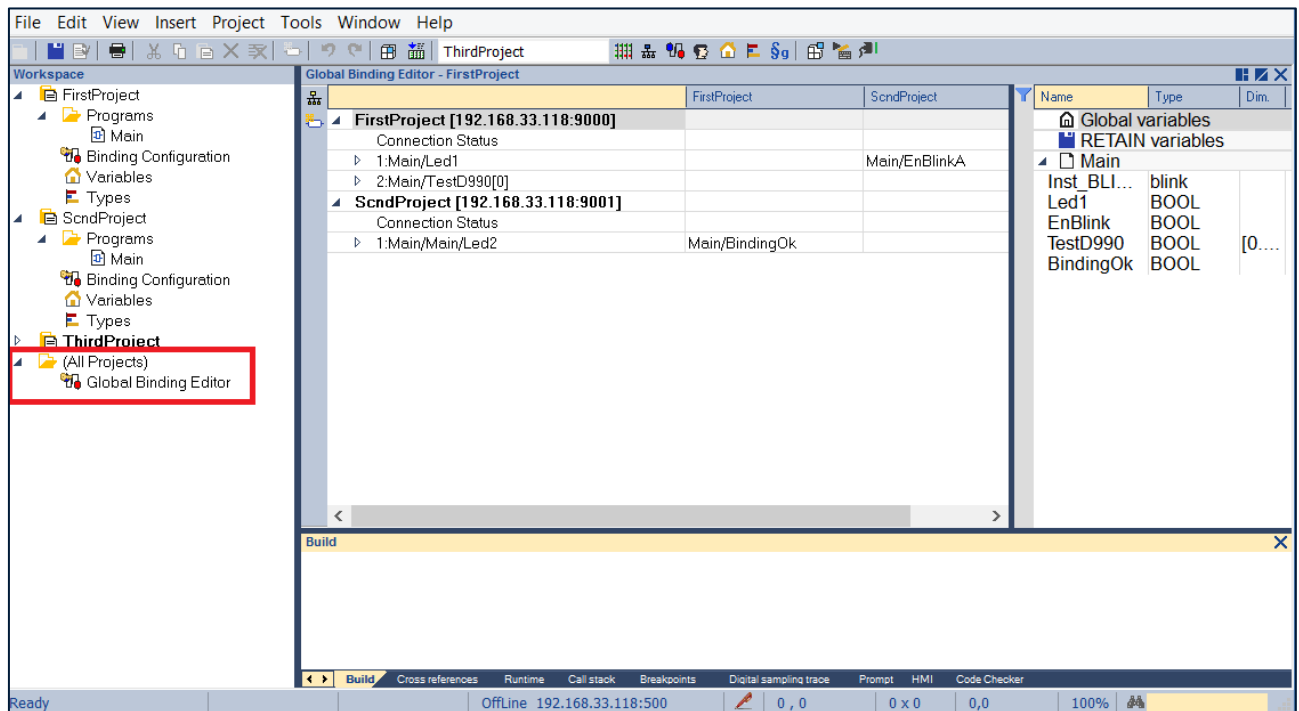 File Edit View Insert Project Tools Window Help
ThirdProject
§g
Workspace
FirstProject
Programs
Main
Binding Configuration
Variables
Types
ScndProject
Programs
Main
Binding Configuration
Variables
Types
ThirdProject
(All Projects)
Global Binding Editor
Global Binding Editor - FirstProject
FirstProject ScndProject
FirstProject [192.168.33.118:9000]
Connection Status
1:Main/Led1 Main/EnBlinkA
2:Main/TestD990[0]
ScndProject [192.168.33.118:9001]
Connection Status
1:Main/Main/Led2 Main/BindingOk
Name Type Dim.
Global variables
RETAIN variables
Main
Inst_BLI... blink
Led1 BOOL
EnBlink BOOL
TestD990 BOOL [0....
BindingOk BOOL
Build
Build Cross references Runtime Call stack Breakpoints Digital sampling trace Prompt HMI Code Checker
Ready OffLine 192.168.33.118:500 0 , 0 0 x 0 0,0 100%